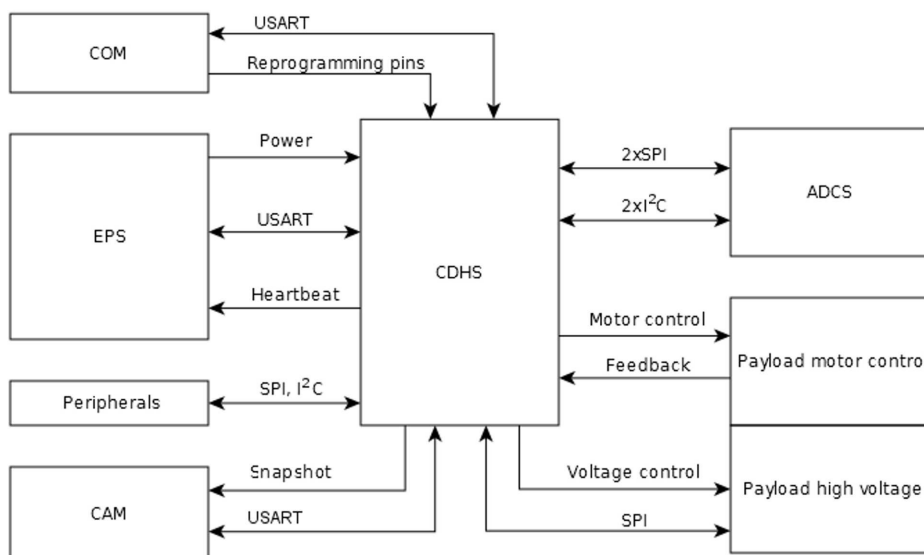 USART
COM
Reprogramming pins
Power
2xSPI
ADCS
2xI²C
EPS
USART
CDHS
Heartbeat
Motor control
Payload motor control
Feedback
Peripherals
SPI, I²C
Snapshot
Voltage control
Payload high voltage
CAM
USART
SPI